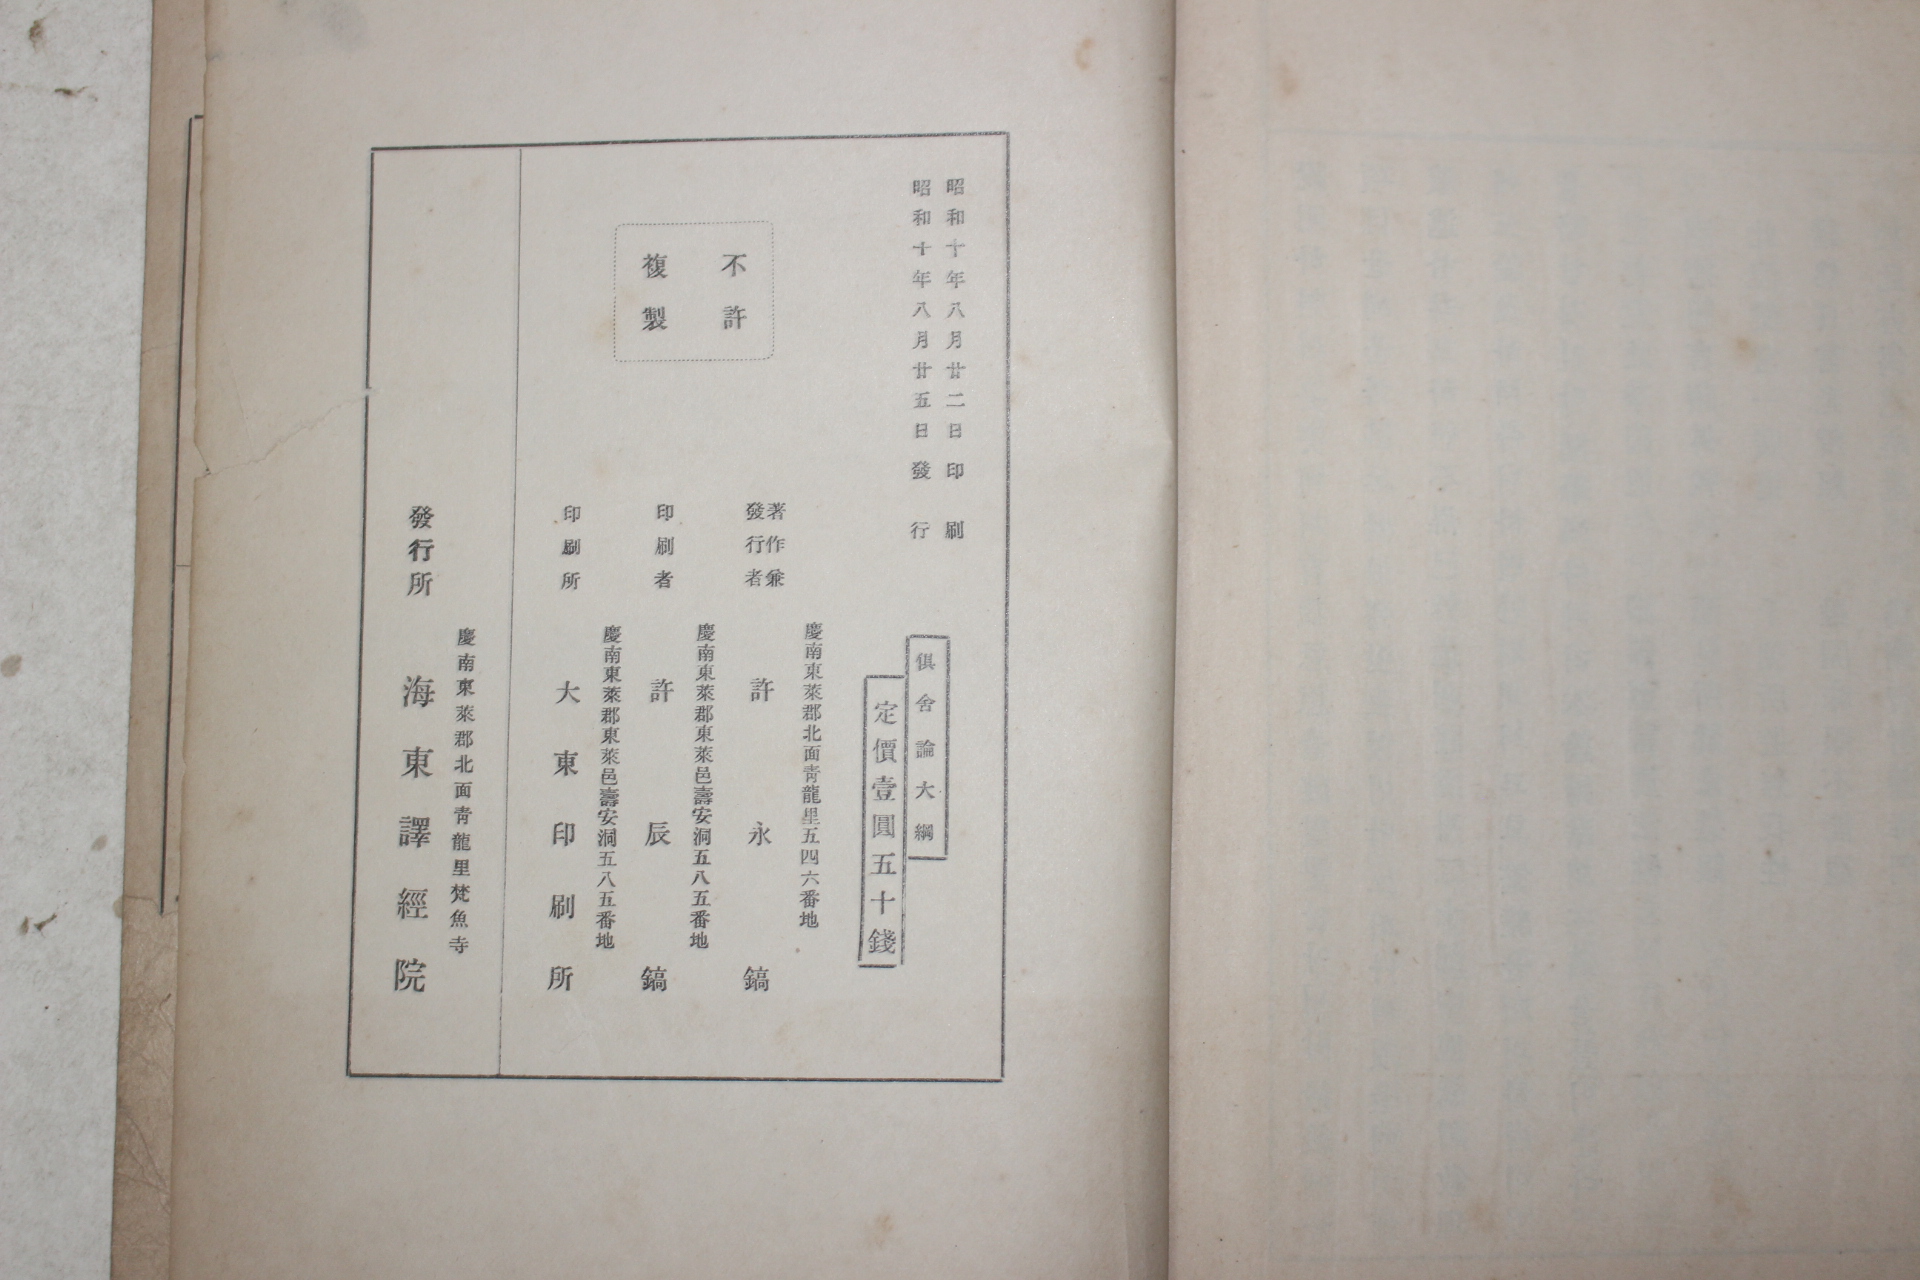 昭和十年八月廿二日印刷
昭和十年八月廿五日發行
俱舍論大綱
定價壹圓五十錢
不許
複製
慶南東萊郡北面靑龍里五四六番地
著作兼
發行者
許永鎬
慶南東萊郡東萊邑壽安洞五八五番地
印刷者
許辰鎬
慶南東萊郡東萊邑壽安洞五八五番地
印刷所
大東印刷所
慶南東萊郡北面靑龍里梵魚寺
發行所
海東譯經院